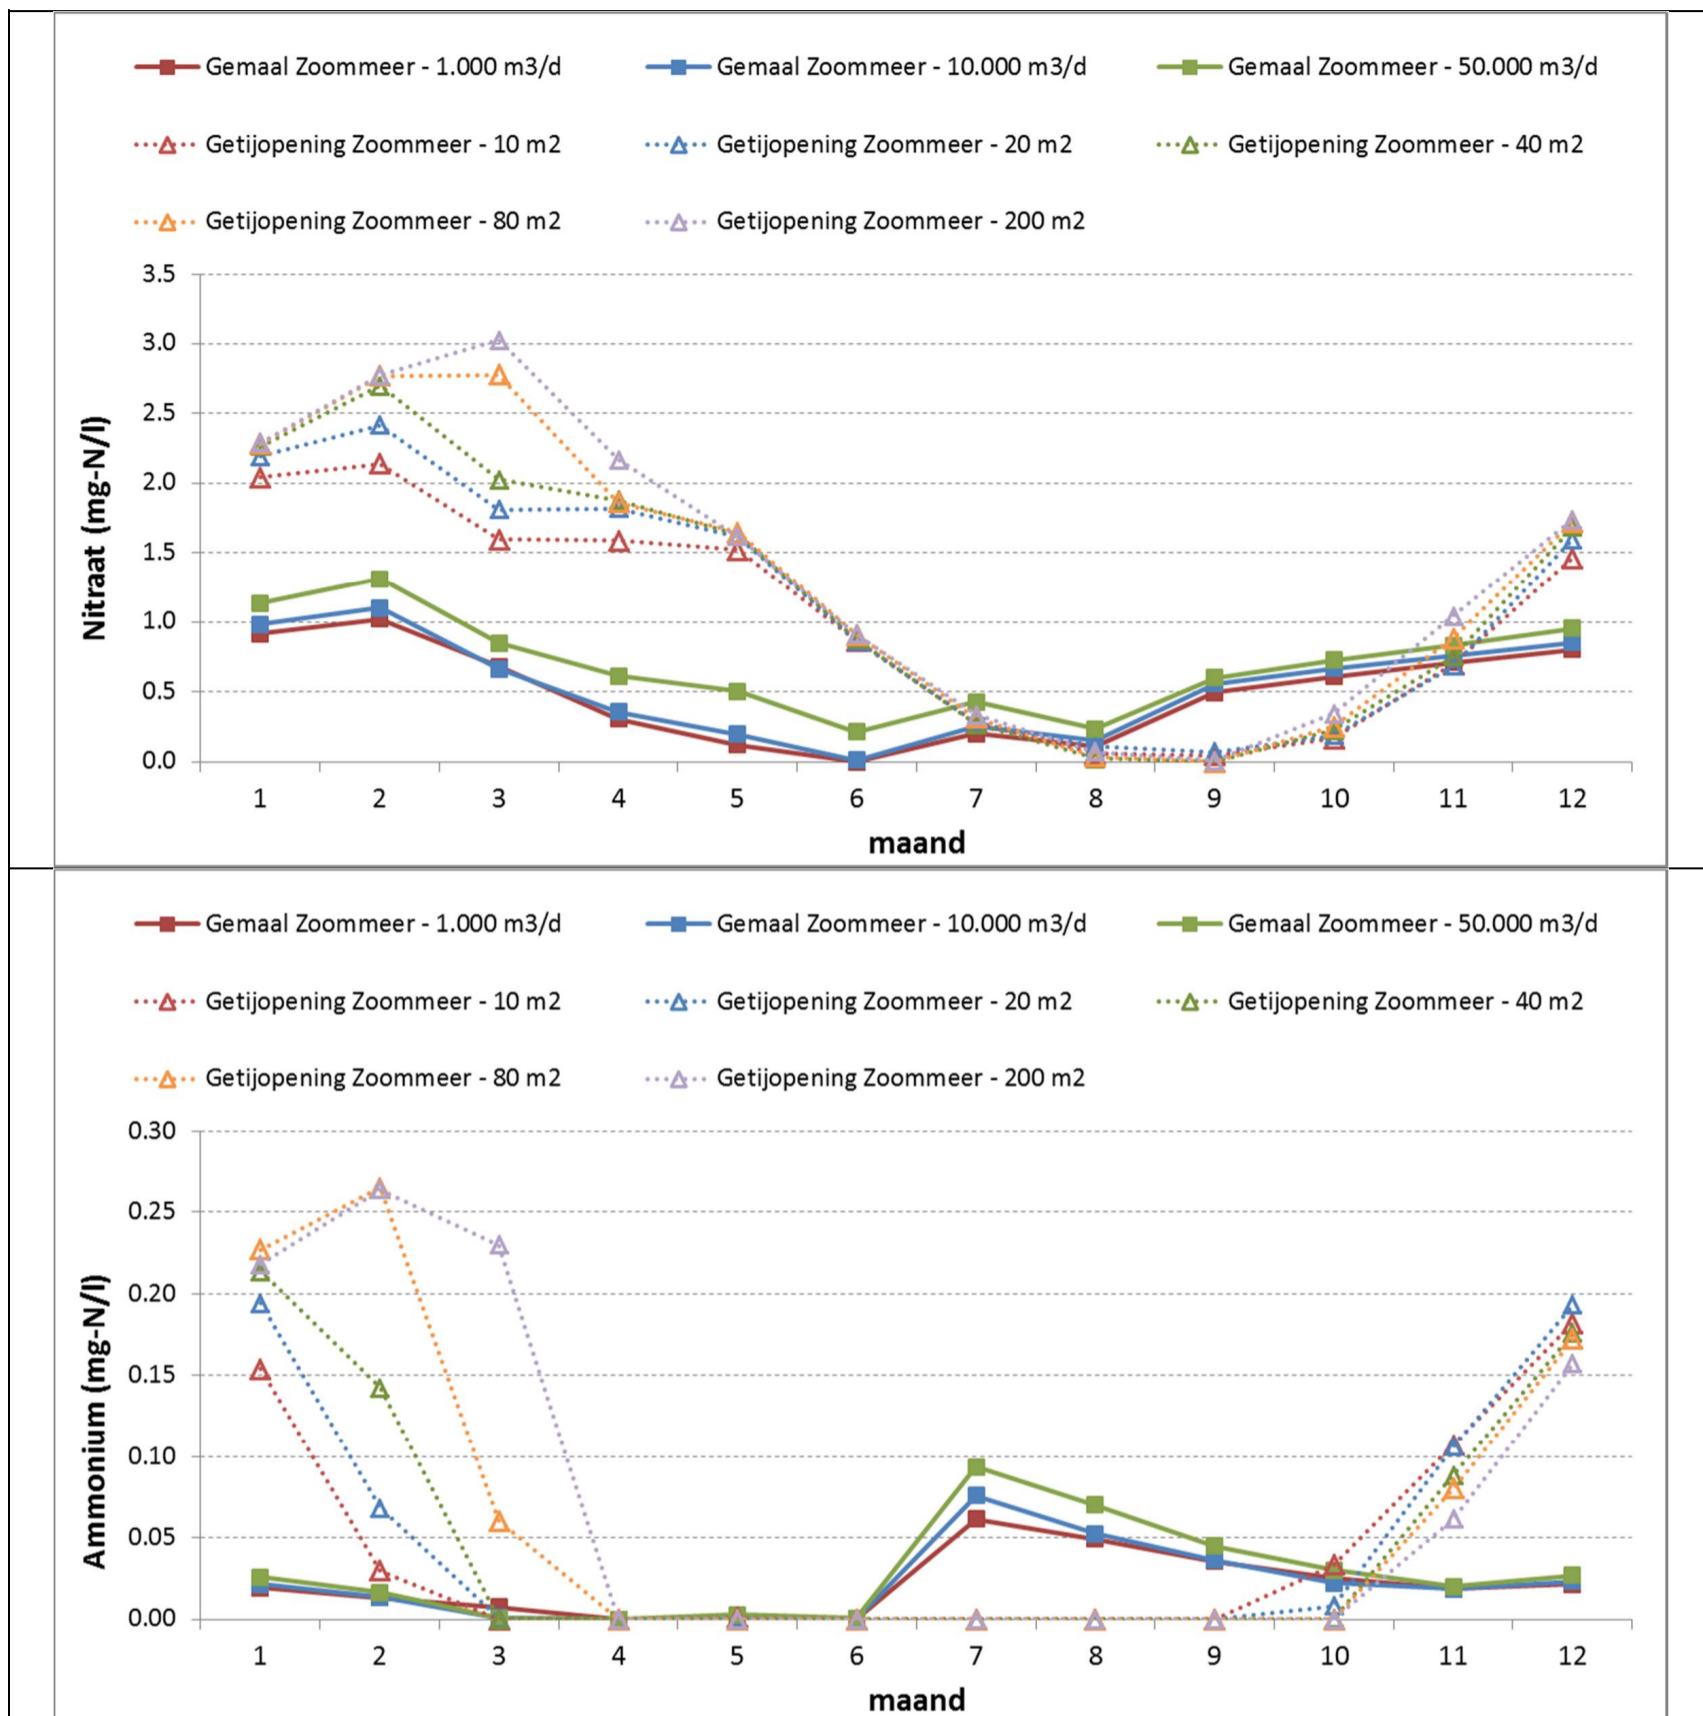 Gemaal Zoommeer - 1.000 m3/d Gemaal Zoommeer - 10.000 m3/d Gemaal Zoommeer - 50.000 m3/d
Getijopening Zoommeer - 10 m2 Getijopening Zoommeer - 20 m2 Getijopening Zoommeer - 40 m2
Getijopening Zoommeer - 80 m2 Getijopening Zoommeer - 200 m2
Nitraat (mg-N/l)
3.5
3.0
2.5
2.0
1.5
1.0
0.5
0.0
1 2 3 4 5 6 7 8 9 10 11 12
maand
Gemaal Zoommeer - 1.000 m3/d Gemaal Zoommeer - 10.000 m3/d Gemaal Zoommeer - 50.000 m3/d
Getijopening Zoommeer - 10 m2 Getijopening Zoommeer - 20 m2 Getijopening Zoommeer - 40 m2
Getijopening Zoommeer - 80 m2 Getijopening Zoommeer - 200 m2
Ammonium (mg-N/l)
0.30
0.25
0.20
0.15
0.10
0.05
0.00
1 2 3 4 5 6 7 8 9 10 11 12
maand